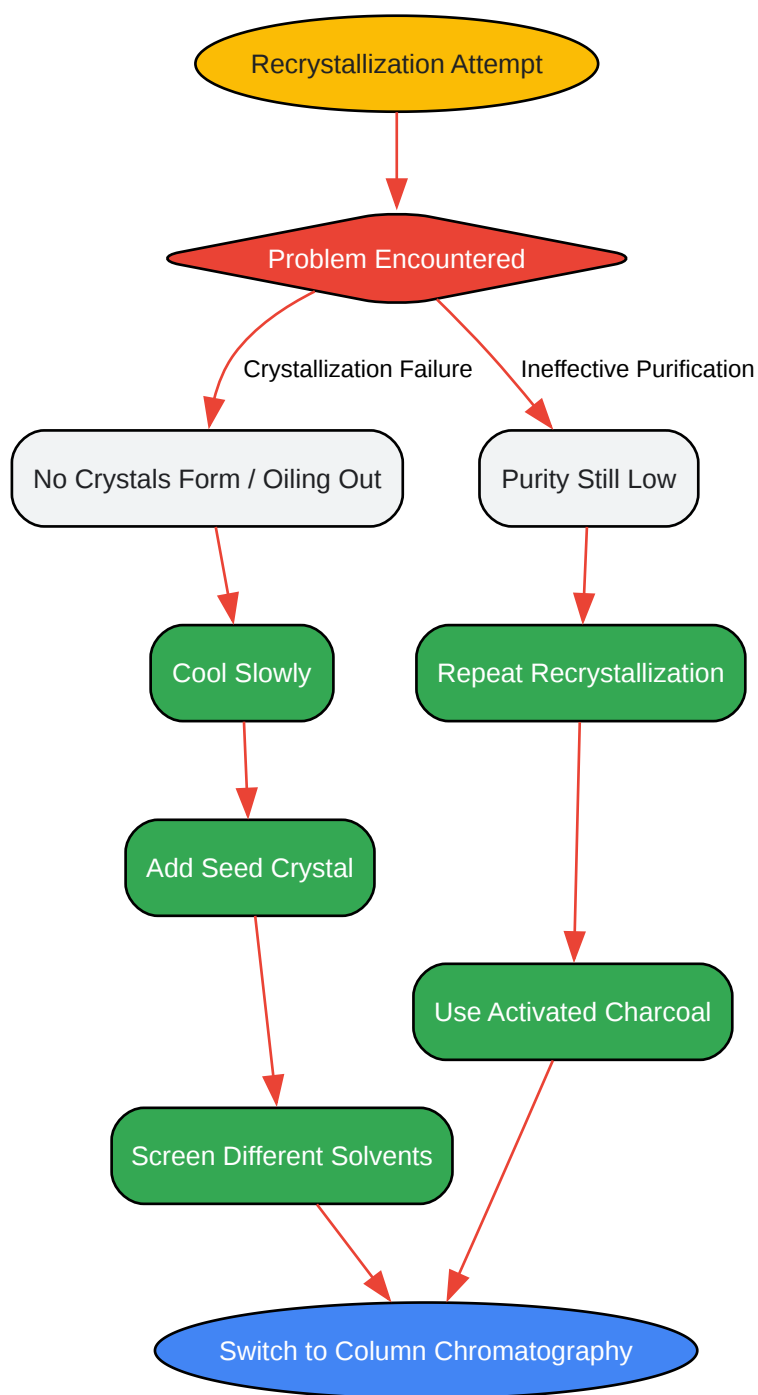 Recrystallization Attempt
Problem Encountered
Crystallization Failure
Ineffective Purification
No Crystals Form / Oiling Out
Purity Still Low
Cool Slowly
Repeat Recrystallization
Add Seed Crystal
Use Activated Charcoal
Screen Different Solvents
Switch to Column Chromatography